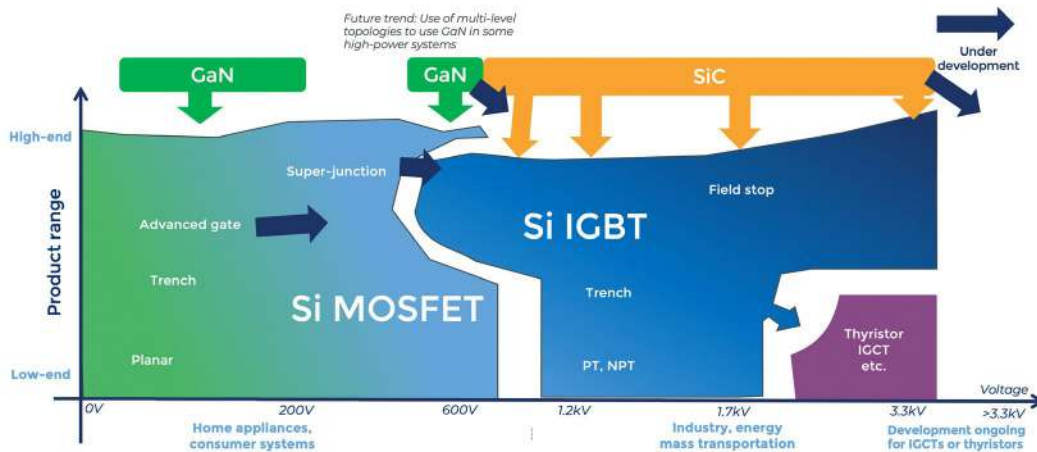 Future trend: Use of multi-level
topologies to use GaN in some
high-power systems
Under
development
GaN
GaN
SiC
Product range
High-end
Low-end
Super-junction
Advanced gate
Trench
Planar
Si MOSFET
Field stop
Si IGBT
Trench
PT, NPT
Thyristor
IGCT
etc.
Voltage
0V
200V
600V
1.2kV
1.7kV
3.3kV
>3.3kV
Home appliances,
consumer systems
Industry, energy
mass transportation
Development ongoing
for IGCTs or thyristors